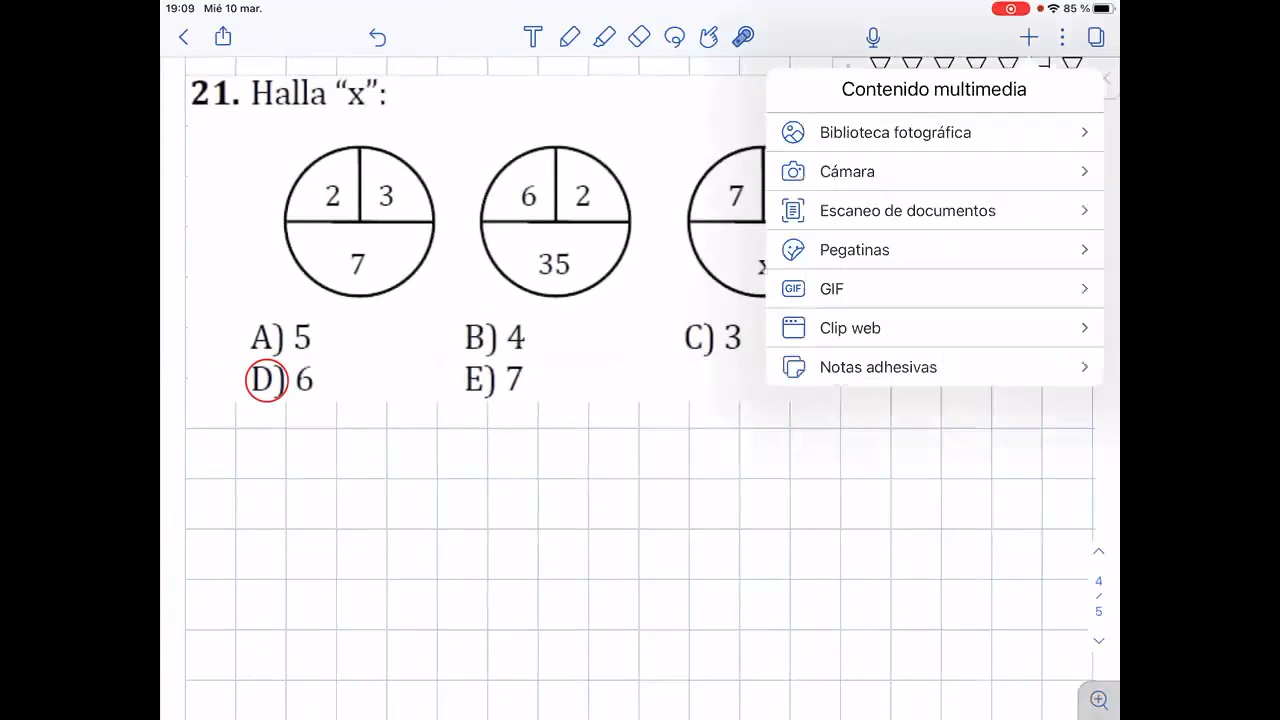 19:09 Mié 10 mar.
85 %
21. Halla “x”:
2 3
7
6 2
35
7
x
A) 5
B) 4
C) 3
D) 6
E) 7
Contenido multimedia
Biblioteca fotográfica
Cámara
Escaneo de documentos
Pegatinas
GIF GIF
Clip web
Notas adhesivas
4
/
5
T